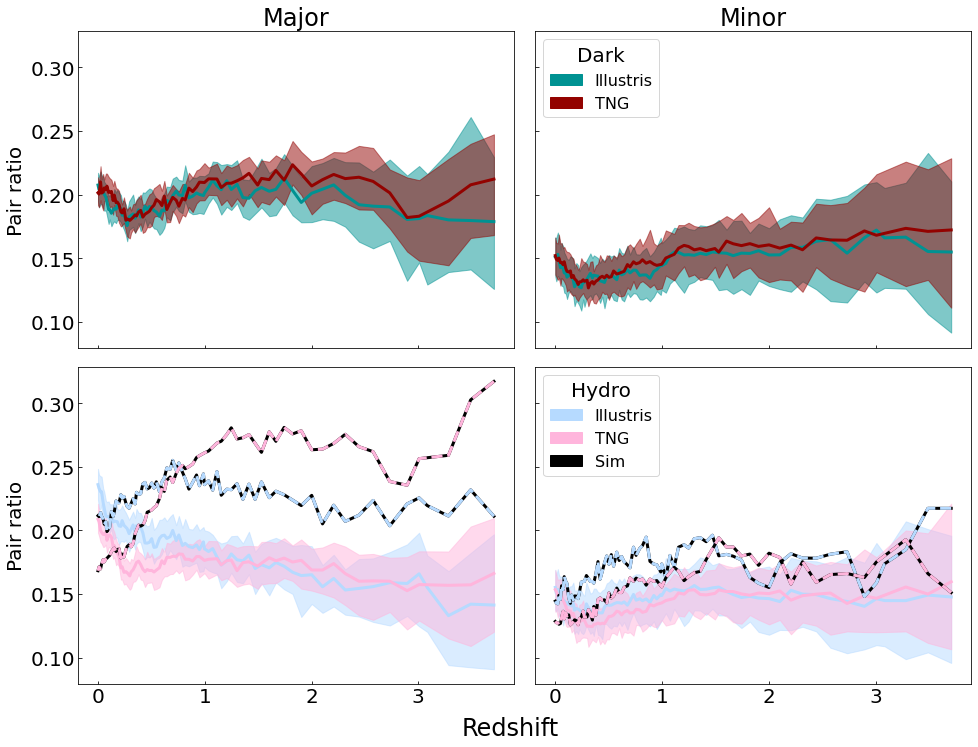 Major Minor
Pair ratio
0.30
0.25
0.20
0.15
0.10
Dark
Illustris
TNG
Pair ratio
0.30
0.25
0.20
0.15
0.10
Hydro
Illustris
TNG
Sim
0 1 2 3 0 1 2 3
Redshift